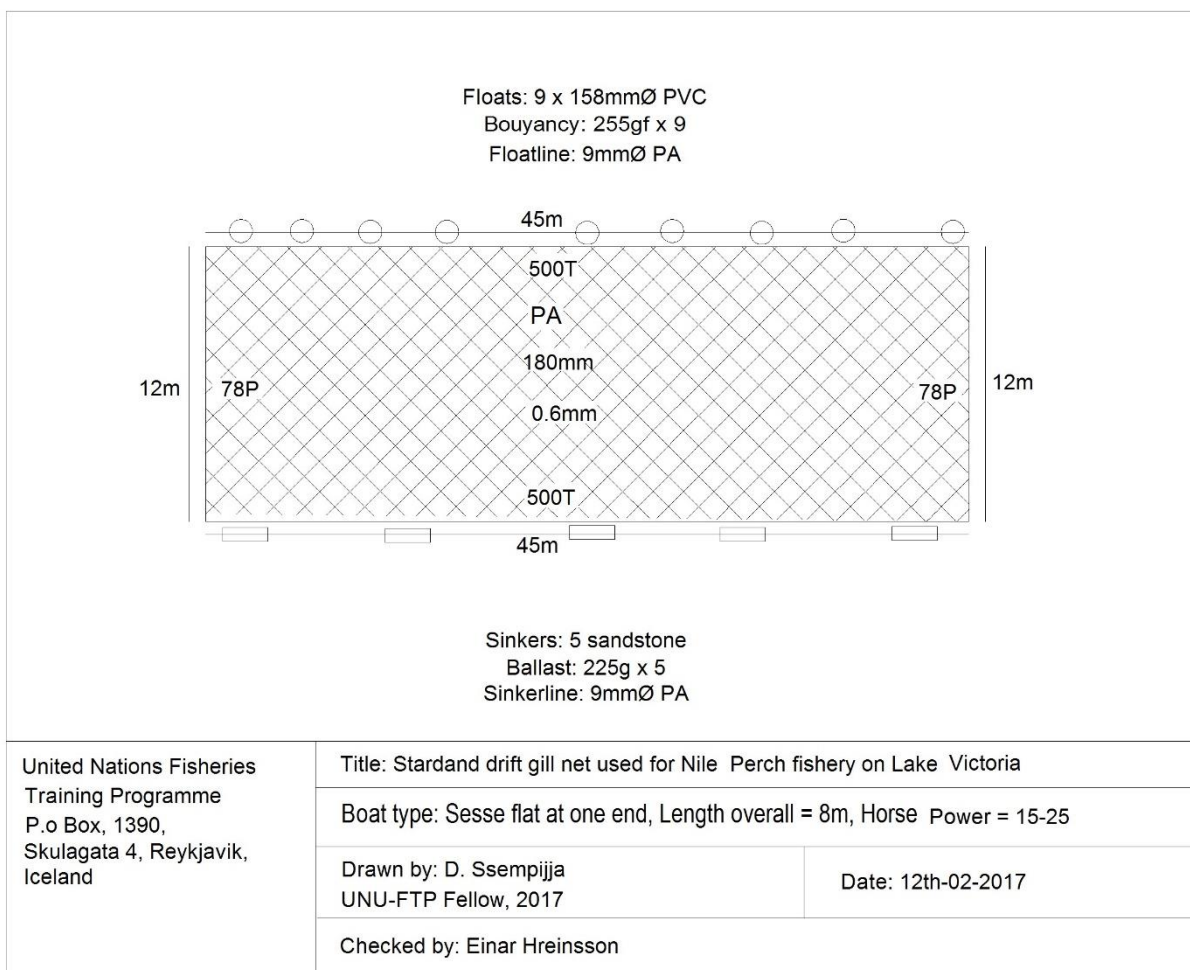 Floats: 9 x 158mmØ PVC
Bouyancy: 255gf x 9
Floatline: 9mmØ PA
45m
500T
PA
180mm
12m
78P
78P
12m
0.6mm
500T
45m
Sinkers: 5 sandstone
Ballast: 225g x 5
Sinkerline: 9mmØ PA
United Nations Fisheries
Training Programme
P.o Box, 1390,
Skulagata 4, Reykjavik,
Iceland
Title: Stardand drift gill net used for Nile Perch fishery on Lake Victoria
Boat type: Sesse flat at one end, Length overall = 8m, Horse Power = 15-25
Drawn by: D. Ssempijja
UNU-FTP Fellow, 2017
Date: 12th-02-2017
Checked by: Einar Hreinsson